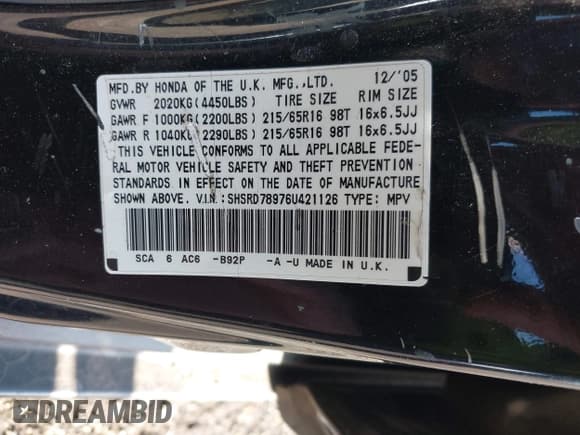 MFD.BY HONDA OF THE U.K. MFG.,LTD. 12/'05
GVWR 2020KG(4450LBS) TIRE SIZE RIM SIZE
GAWR F 1000KG(2200LBS) 215/65R16 98T 16x6.5JJ
GAWR R 1040KG(2290LBS) 215/65R16 98T 16x6.5JJ
THIS VEHICLE CONFORMS TO ALL APPLICABLE FEDE-
RAL MOTOR VEHICLE SAFETY AND THEFT PREVENTION
STANDARDS IN EFFECT ON THE DATE OF MANUFACTURE
SHOWN ABOVE. V.I.N.: SHSRD78976U421126 TYPE: MPV
SCA 6 AC6 -B92P -A -U MADE IN U.K.
DREAMBID